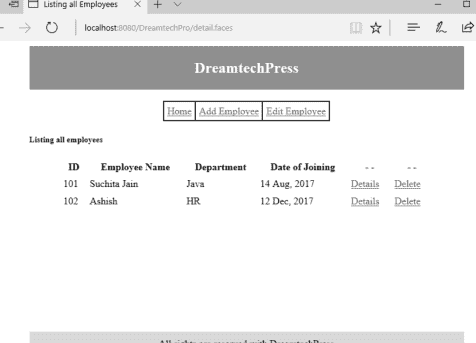 Listing all Employees
localhost:8080/DreamtechPro/detail.faces
DreamtechPress
Home Add Employee Edit Employee
Listing all employees
ID Employee Name Department Date of Joining -- --
101 Suchita Jain Java 14 Aug, 2017 Details Delete
102 Ashish HR 12 Dec, 2017 Details Delete
All rights are reserved with DreamtechPress